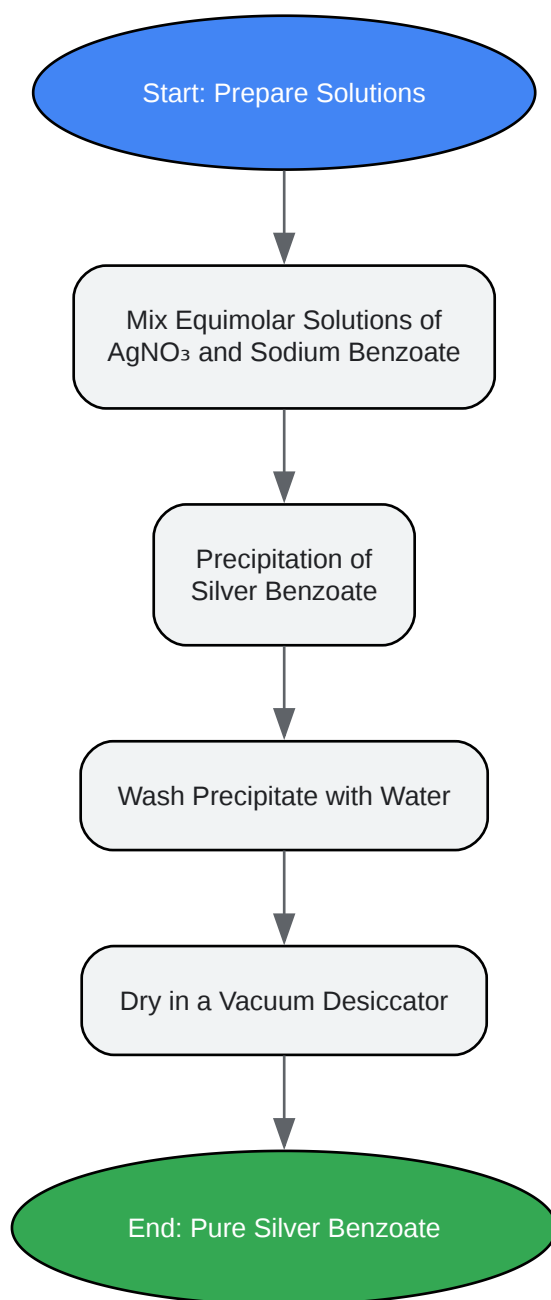 Start: Prepare Solutions
Mix Equimolar Solutions of
AgNO₃ and Sodium Benzoate
Precipitation of
Silver Benzoate
Wash Precipitate with Water
Dry in a Vacuum Desiccator
End: Pure Silver Benzoate